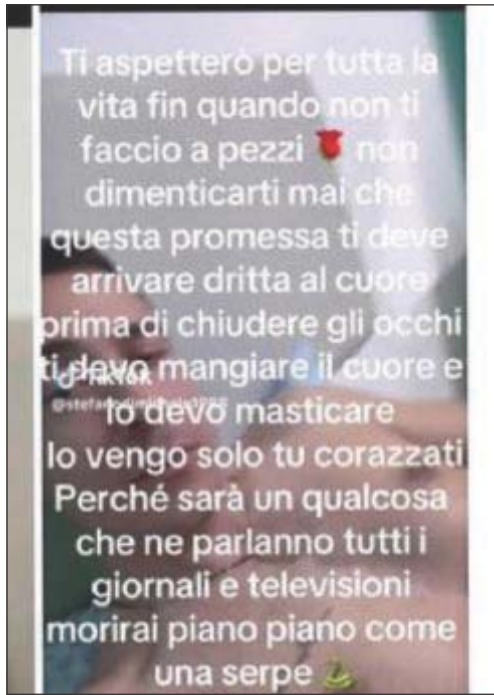 Ti aspetterò per tutta la
vita fin quando non ti
faccio a pezzi 🌹 non
dimenticarti mai che
questa promessa ti deve
arrivare dritta al cuore
prima di chiudere gli occhi
ti devo mangiare il cuore e
TikTok
lo devo masticare
Io vengo solo tu corazzati
Perché sarà un qualcosa
che ne parlanno tutti i
giornali e televisioni
morirai piano piano come
una serpe 🐍